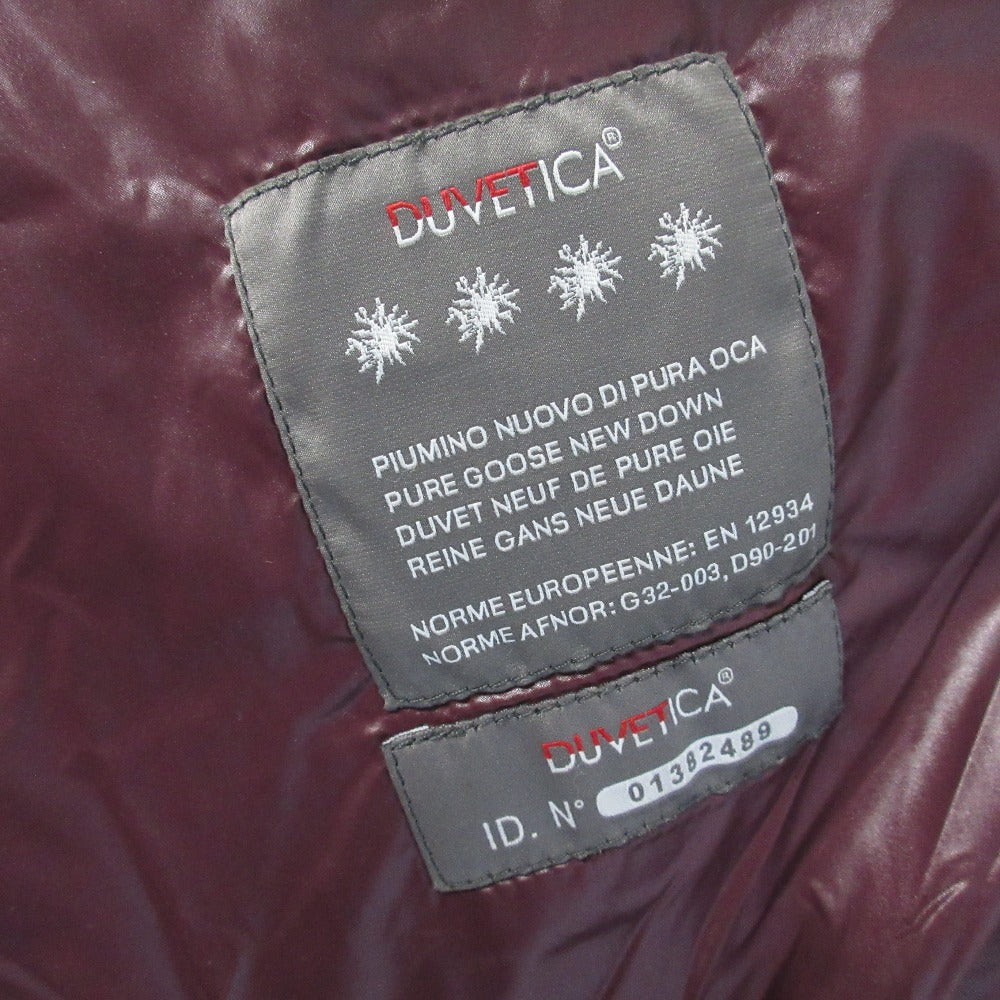 DUVETICA®
PIUMINO NUOVO DI PURA OCA
PURE GOOSE NEW DOWN
DUVET NEUF DE PURE OIE
REINE GANS NEUE DAUNE
NORME EUROPEENNE: EN 12934
NORME AFNOR: G32-003, D90-201
DUVETICA®
ID. N° 01382489